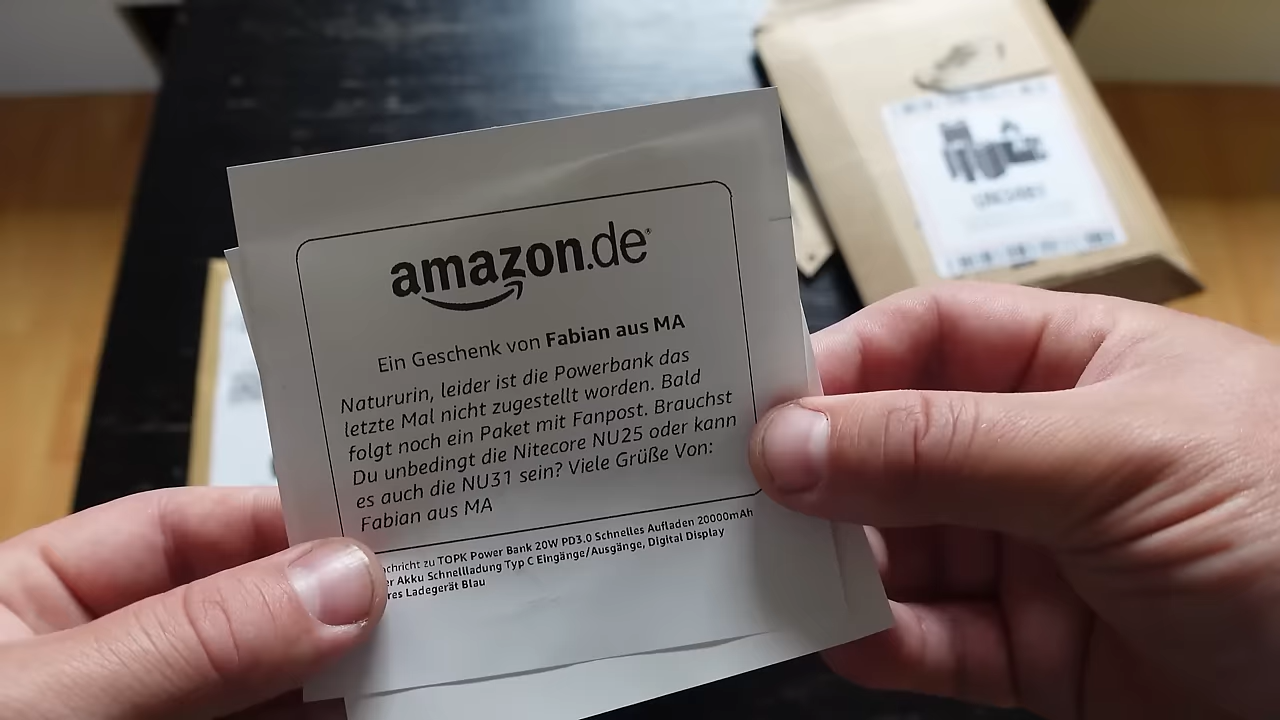 amazon.de
Ein Geschenk von Fabian aus MA
Natururin, leider ist die Powerbank das
letzte Mal nicht zugestellt worden. Bald
folgt noch ein Paket mit Fanpost. Brauchst
Du unbedingt die Nitecore NU25 oder kann
es auch die NU31 sein? Viele Grüße Von:
Fabian aus MA
zu TOPK Power Bank 20W PD3.0 Schnelles Aufladen 20000mAh
Akku Schnellladung Typ C Eingänge/Ausgänge, Digital Display
Ladegerät Blau